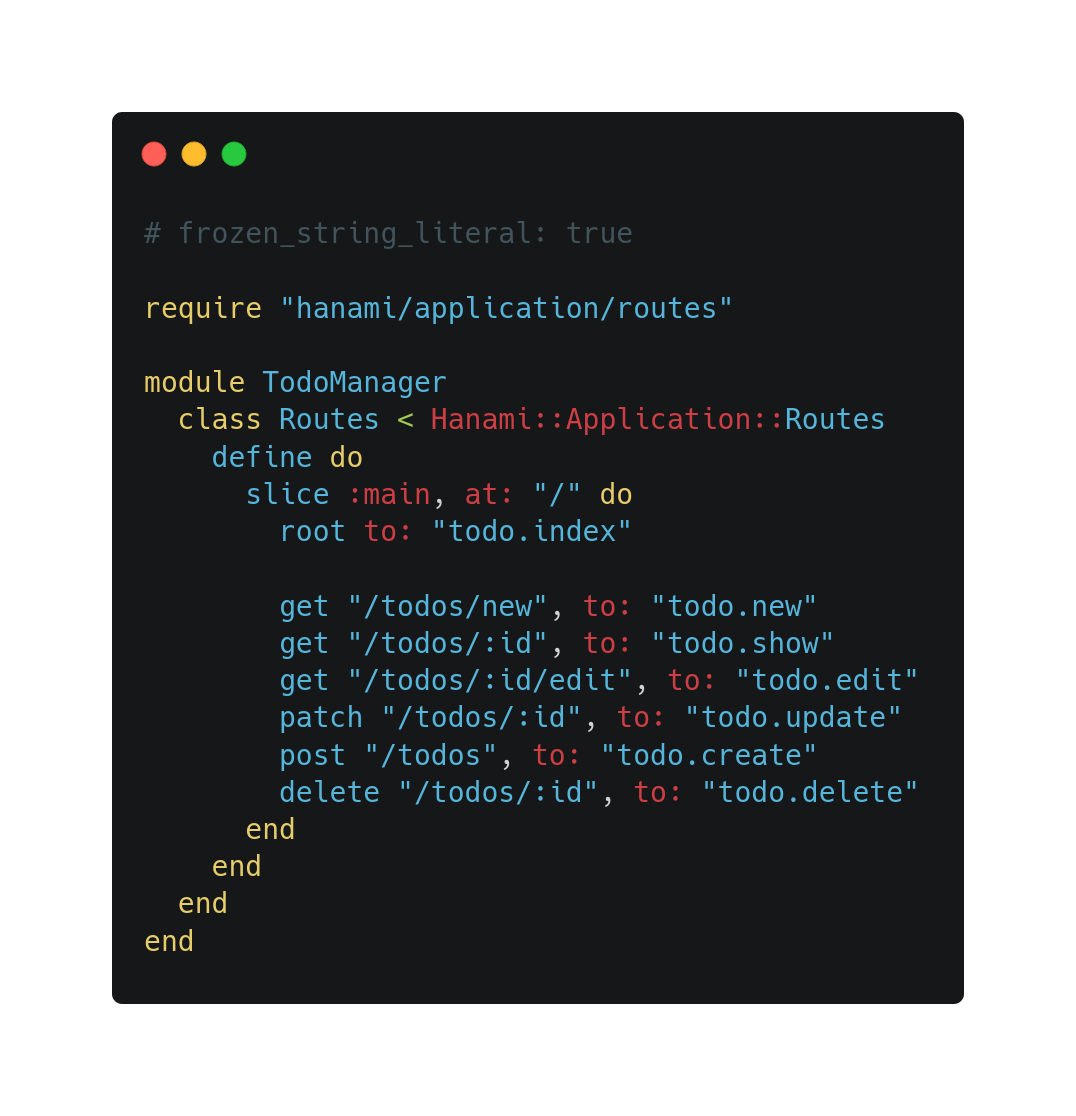 # frozen_string_literal: true

require "hanami/application/routes"

module TodoManager
  class Routes < Hanami::Application::Routes
    define do
      slice :main, at: "/" do
        root to: "todo.index"

        get "/todos/new", to: "todo.new"
        get "/todos/:id", to: "todo.show"
        get "/todos/:id/edit", to: "todo.edit"
        patch "/todos/:id", to: "todo.update"
        post "/todos", to: "todo.create"
        delete "/todos/:id", to: "todo.delete"
      end
    end
  end
end